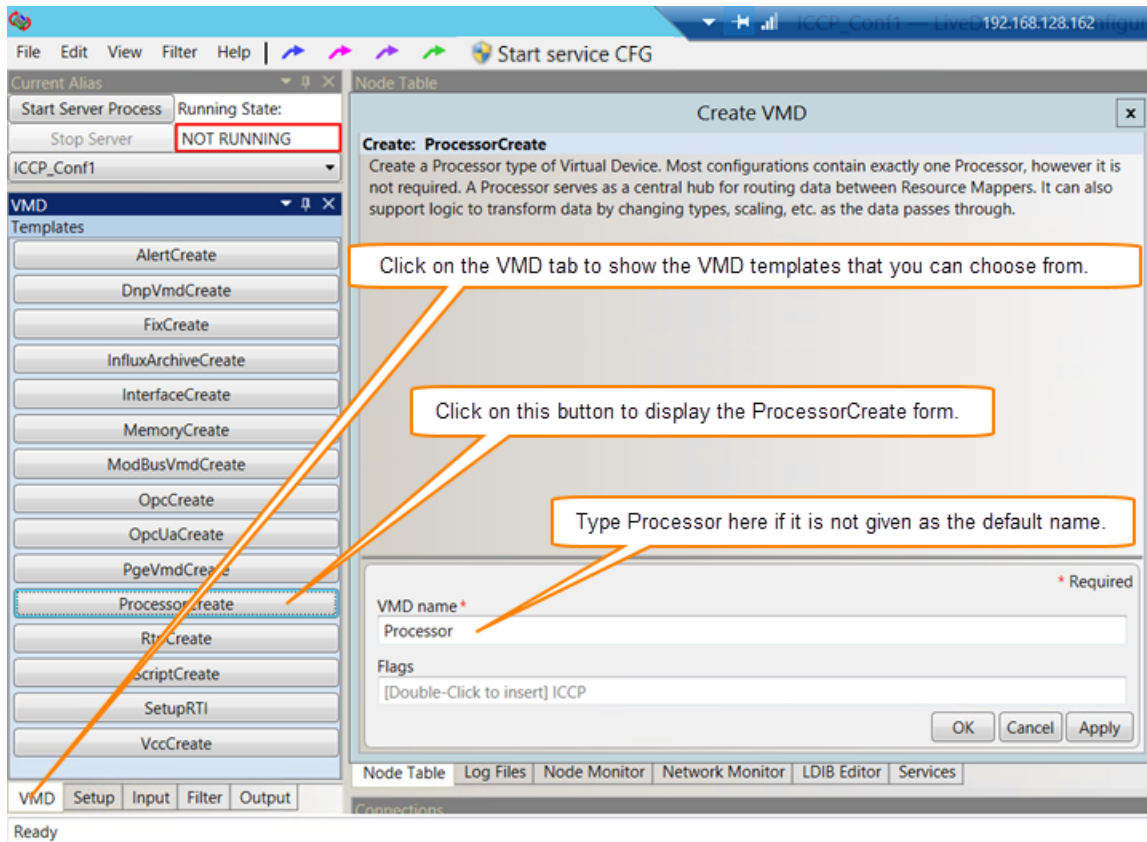 ICCP_Conf1 — LiveD 192.168.128.162 nfigu
File Edit View Filter Help Start service CFG
Current Alias
Node Table
Start Server Process Running State:
Stop Server NOT RUNNING
ICCP_Conf1
VMD
Templates
AlertCreate
DnpVmdCreate
FixCreate
InfluxArchiveCreate
InterfaceCreate
MemoryCreate
ModBusVmdCreate
OpcCreate
OpcUaCreate
PgeVmdCreate
ProcessorCreate
Create
ScriptCreate
SetupRTI
VccCreate
VMD Setup Input Filter Output
Create VMD x
Create: ProcessorCreate
Create a Processor type of Virtual Device. Most configurations contain exactly one Processor, however it is
not required. A Processor serves as a central hub for routing data between Resource Mappers. It can also
support logic to transform data by changing types, scaling, etc. as the data passes through.
Click on the VMD tab to show the VMD templates that you can choose from.
Click on this button to display the ProcessorCreate form.
Type Processor here if it is not given as the default name.
* Required
VMD name *
Processor
Flags
[Double-Click to insert] ICCP
OK Cancel Apply
Node Table Log Files Node Monitor Network Monitor LDIB Editor Services
Connections
Ready